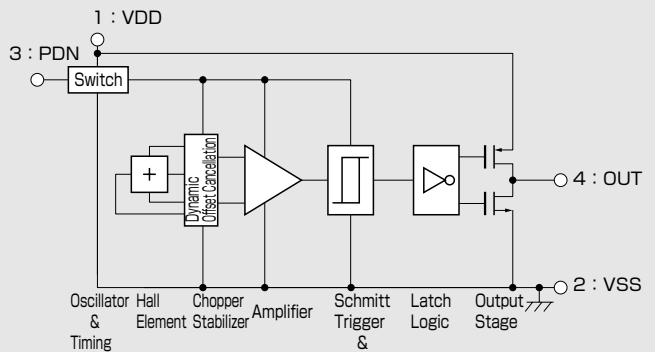 1 : VDD
3 : PDN
Switch
Dynamic
Offset Cancellation
4 : OUT
2 : VSS
Oscillator
&
Timing
Hall
Element
Chopper
Stabilizer
Amplifier
Schmitt
Trigger
&
Latch
Logic
Output
Stage